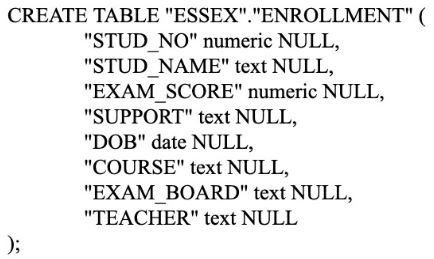 CREATE TABLE "ESSEX"."ENROLLMENT" (
"STUD_NO" numeric NULL,
"STUD_NAME" text NULL,
"EXAM_SCORE" numeric NULL,
"SUPPORT" text NULL,
"DOB" date NULL,
"COURSE" text NULL,
"EXAM_BOARD" text NULL,
"TEACHER" text NULL
);